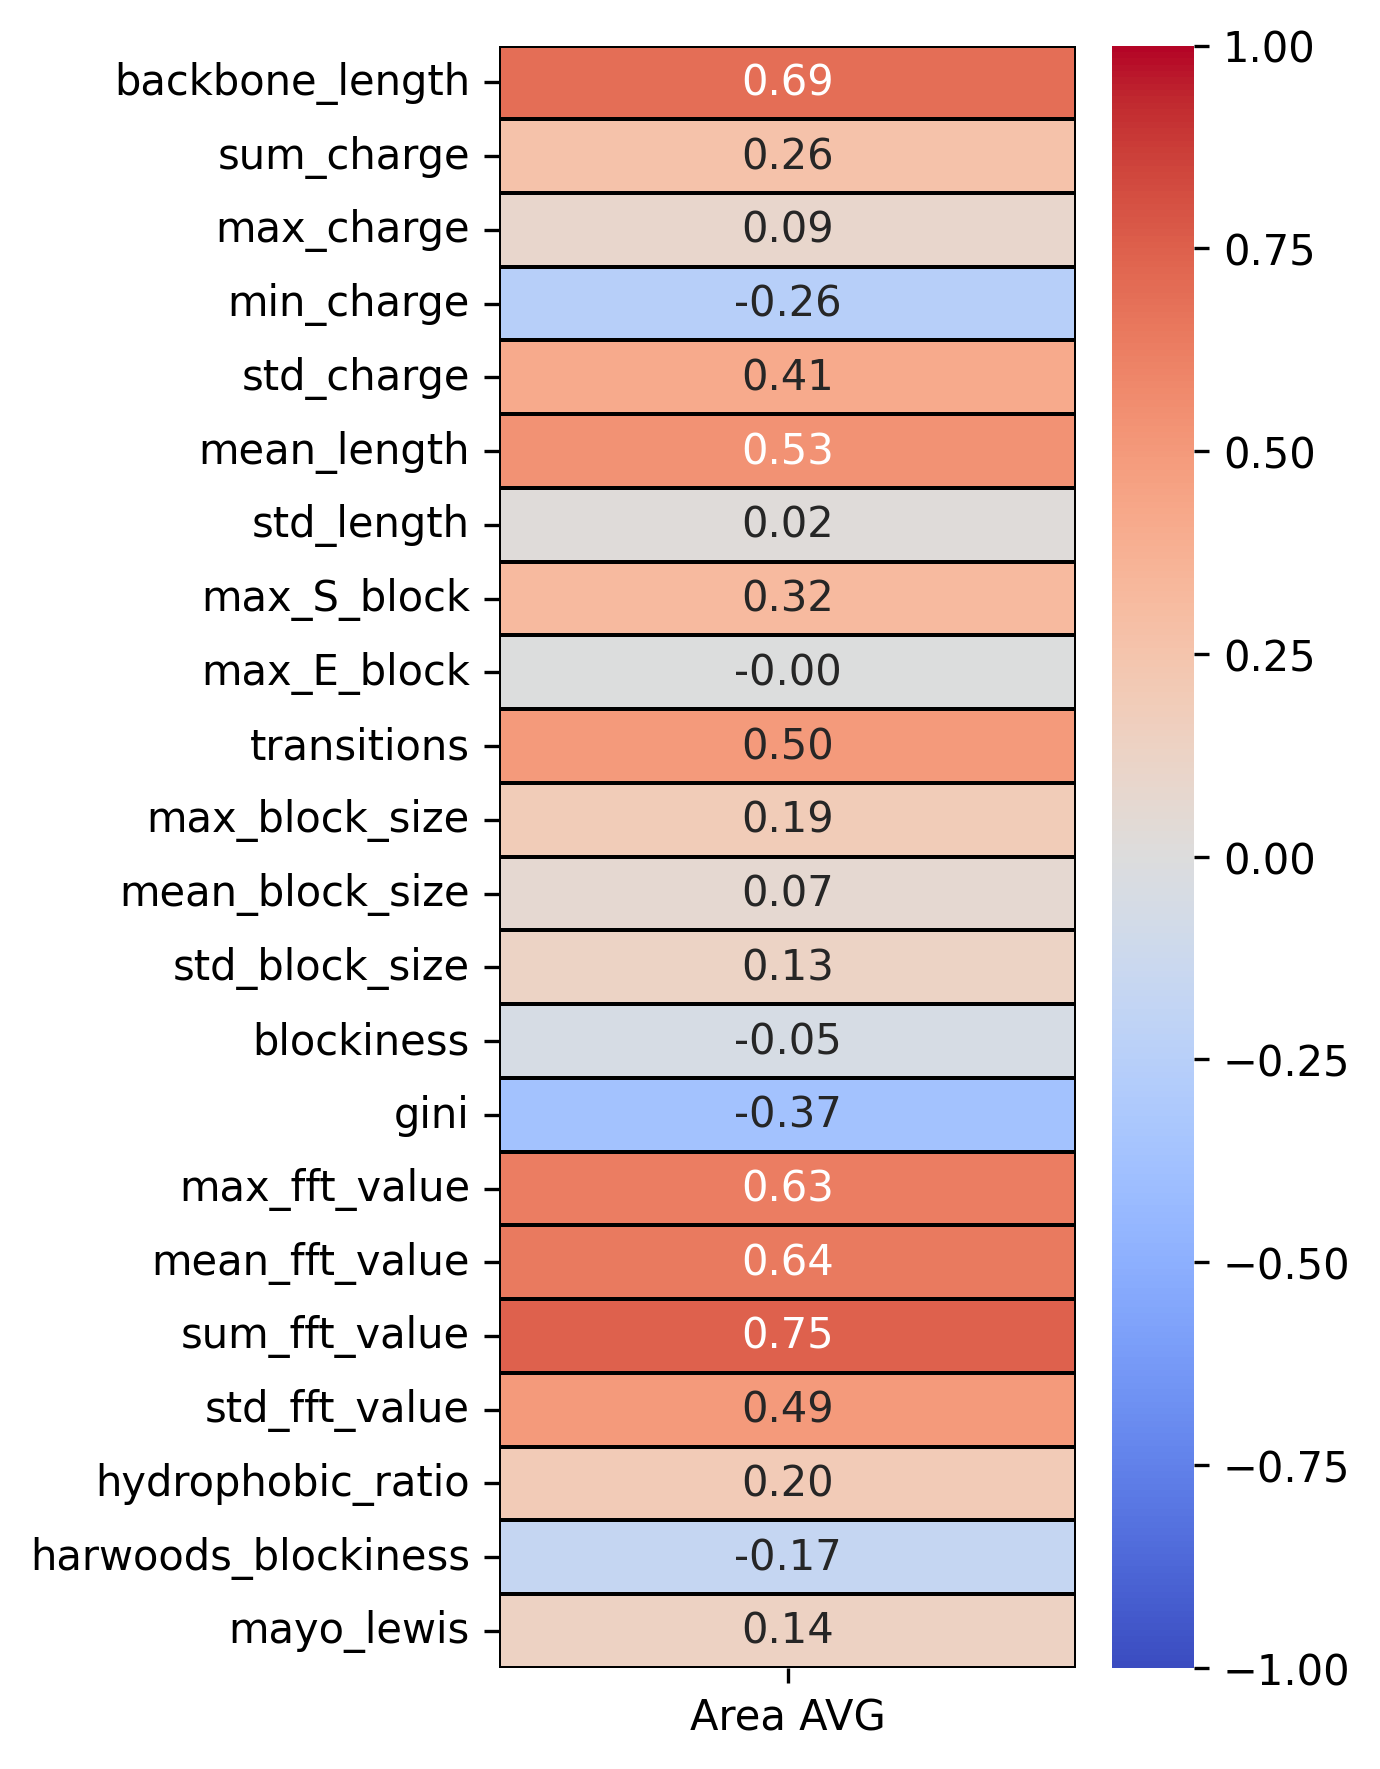 backbone_length 0.69
sum_charge 0.26
max_charge 0.09
min_charge -0.26
std_charge 0.41
mean_length 0.53
std_length 0.02
max_S_block 0.32
max_E_block -0.00
transitions 0.50
max_block_size 0.19
mean_block_size 0.07
std_block_size 0.13
blockiness -0.05
gini -0.37
max_fft_value 0.63
mean_fft_value 0.64
sum_fft_value 0.75
std_fft_value 0.49
hydrophobic_ratio 0.20
harwoods_blockiness -0.17
mayo_lewis 0.14
Area AVG
1.00
0.75
0.50
0.25
0.00
−0.25
−0.50
−0.75
−1.00